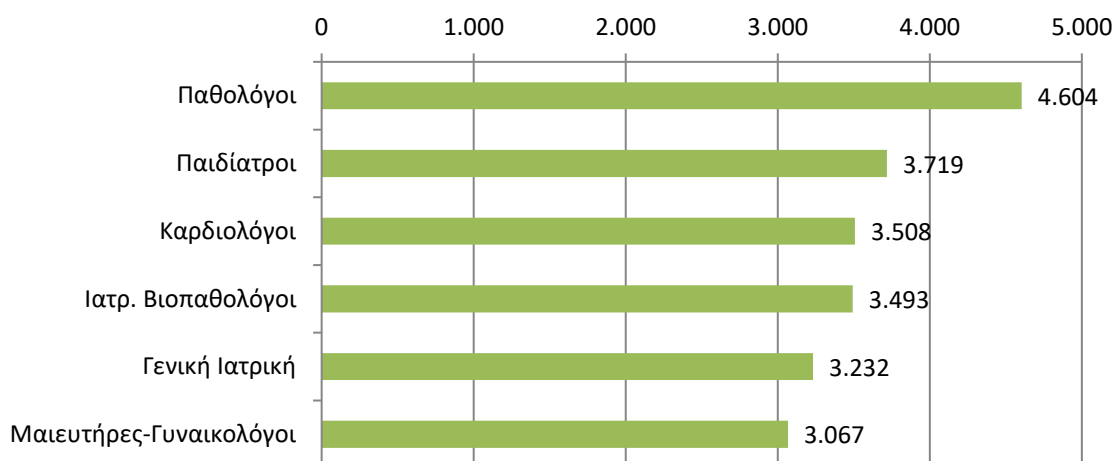 0 1.000 2.000 3.000 4.000 5.000
Παθολόγοι 4.604
Παιδίατροι 3.719
Καρδιολόγοι 3.508
Ιατρ. Βιοπαθολόγοι 3.493
Γενική Ιατρική 3.232
Μαιευτήρες-Γυναικολόγοι 3.067